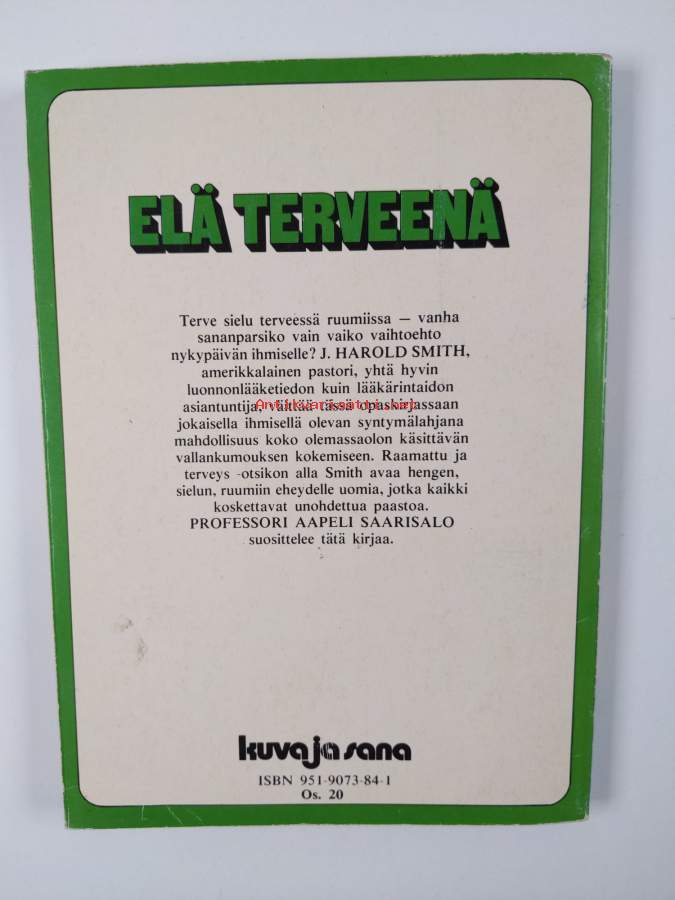 ELÄ TERVEENÄ
Terve sielu terveessä ruumiissa — vanha
sananparsiko vain vaiko vaihtoehto
nykypäivän ihmiselle? J. HAROLD SMITH,
amerikkalainen pastori, yhtä hyvin
luonnonlääketiedon kuin lääkärintaidon
asiantuntija, väittää tässä opaskirjassaan
jokaisella ihmisellä olevan syntymälahjana
mahdollisuus koko olemassaolon käsittävän
vallankumouksen kokemiseen. Raamattu ja
terveys -otsikon alla Smith avaa hengen,
sielun, ruumiin eheydelle uomia, jotka kaikki
koskettavat unohdettua paastoa.
PROFESSORI AAPELI SAARISALO
suosittelee tätä kirjaa.
kuva ja sana
ISBN 951-9073-84-1
Os. 20